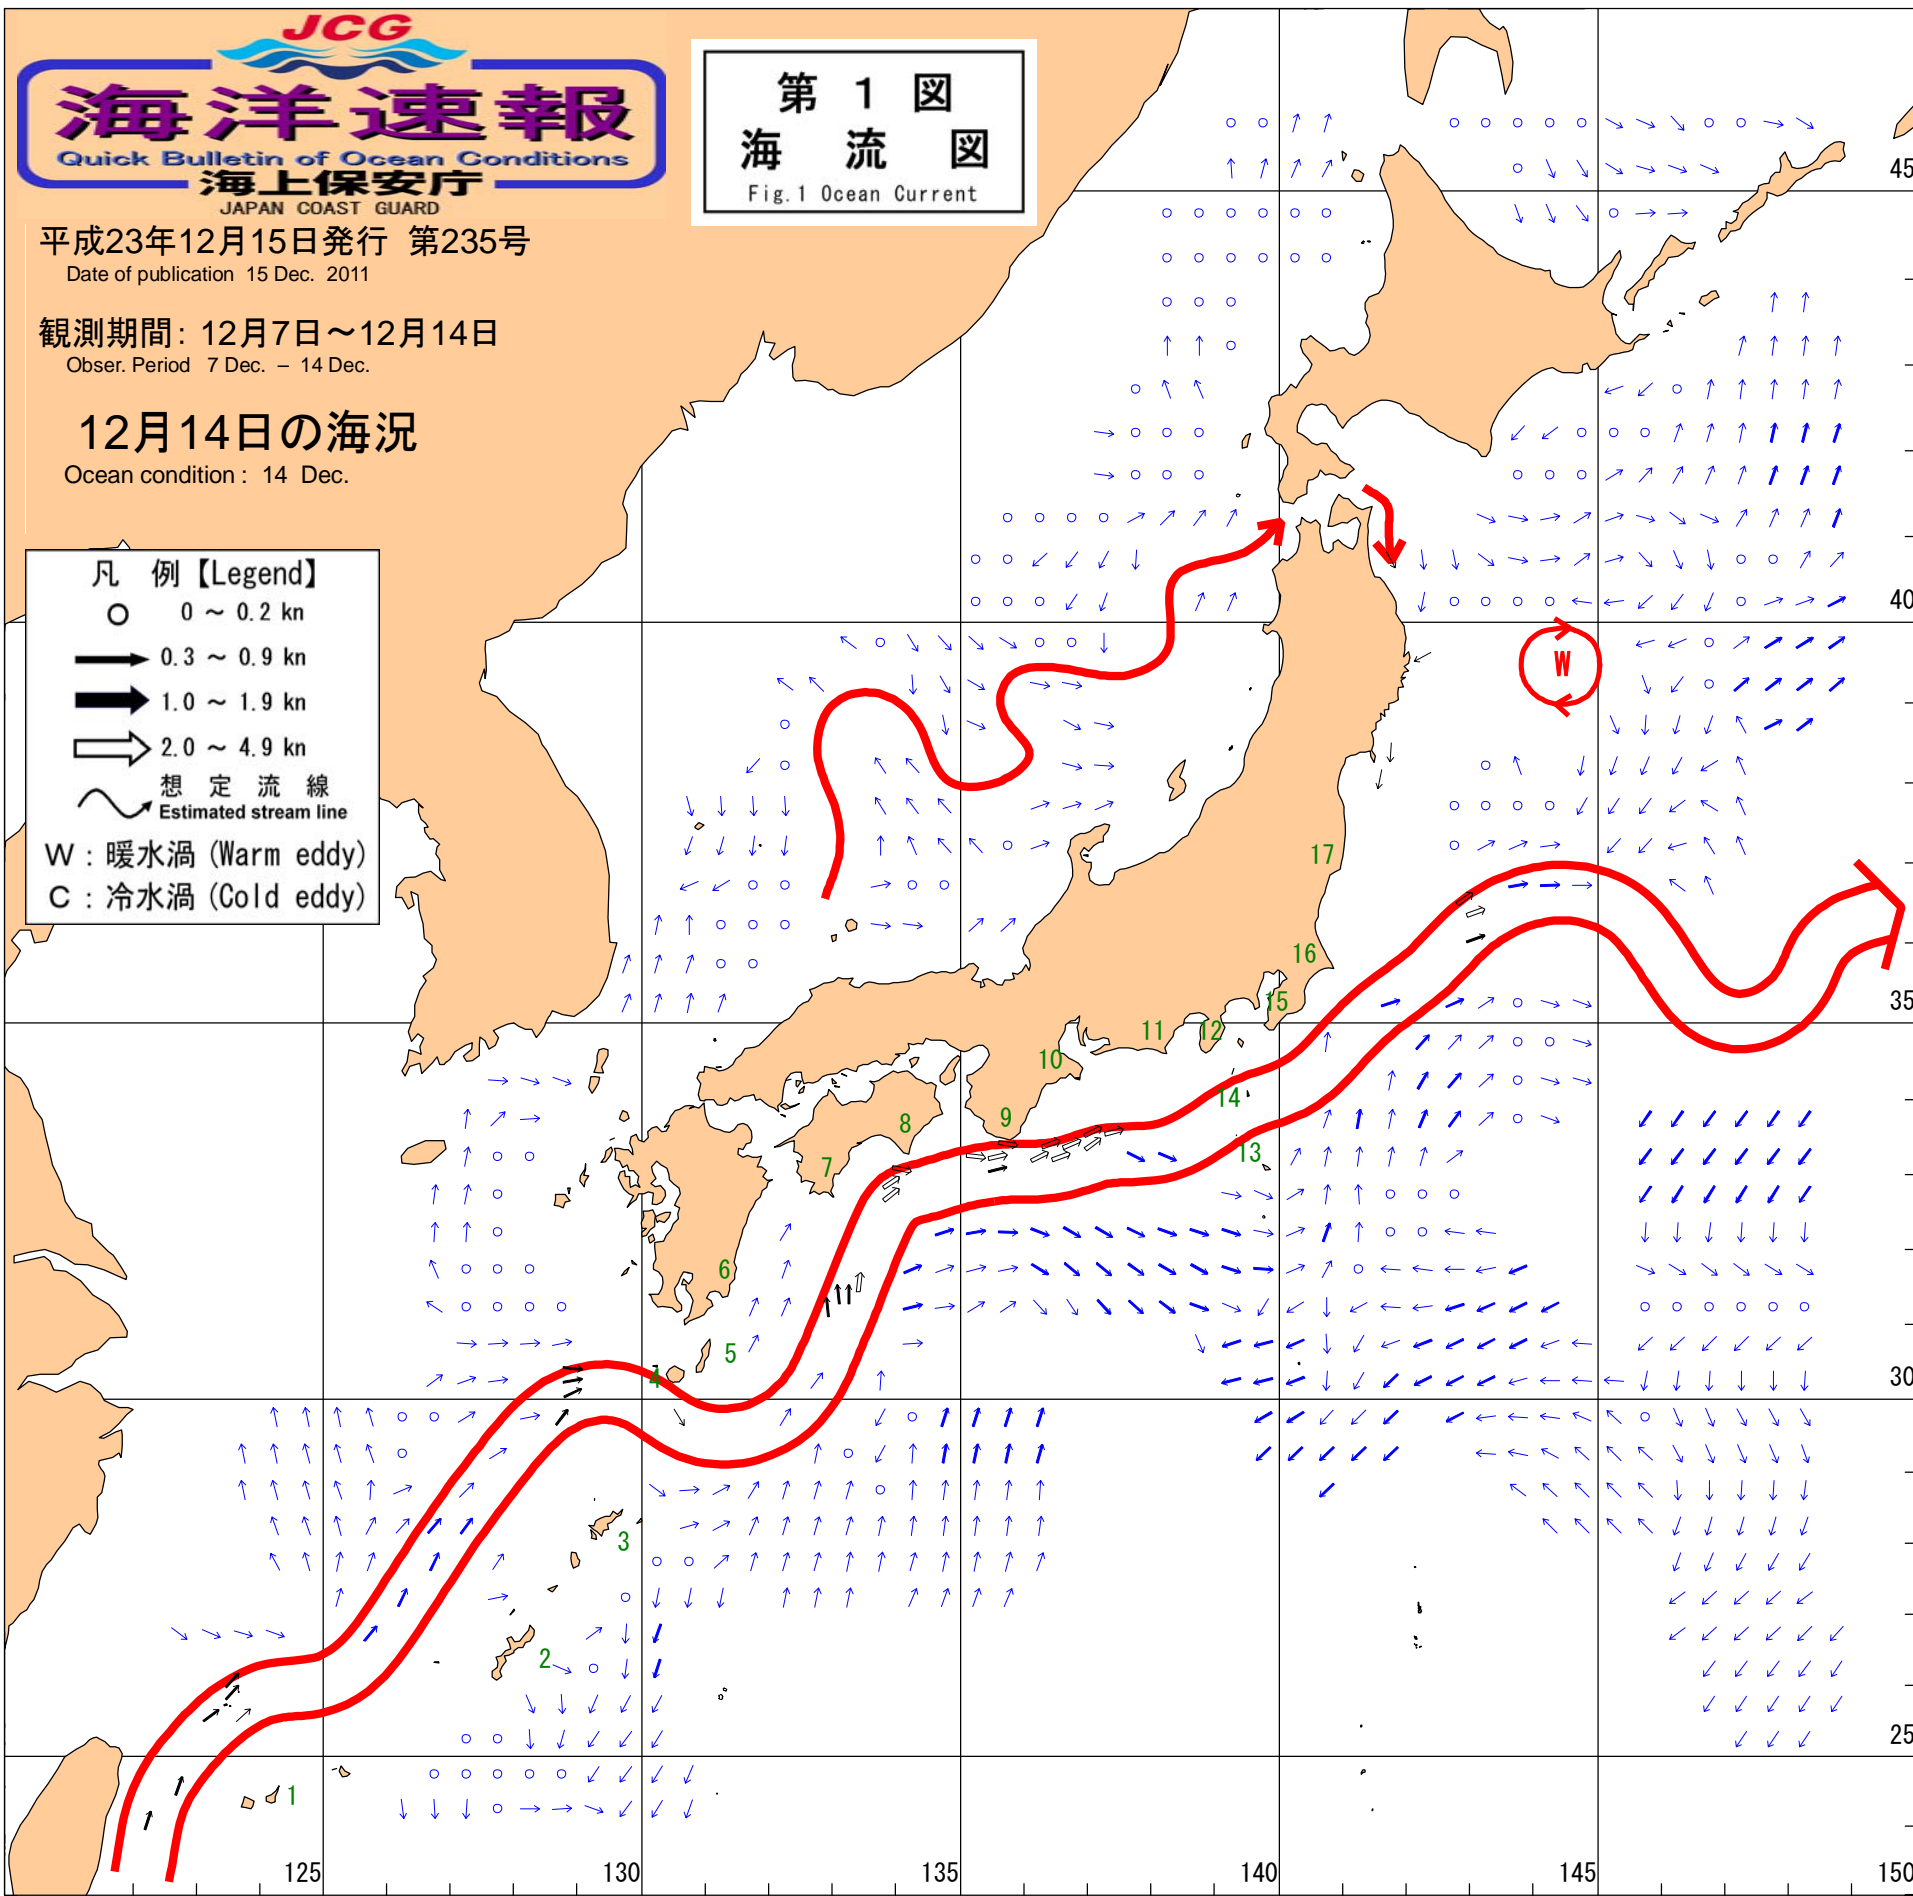 JCG
海洋速報
Quick Bulletin of Ocean Conditions
海上保安庁
JAPAN COAST GUARD
平成23年12月15日発行 第235号
Date of publication 15 Dec. 2011
観測期間: 12月7日～12月14日
Obser. Period 7 Dec. – 14 Dec.
12月14日の海況
Ocean condition : 14 Dec.
第 1 図
海 流 図
Fig.1 Ocean Current
凡 例【Legend】
0 ～ 0.2 kn
0.3 ～ 0.9 kn
1.0 ～ 1.9 kn
2.0 ～ 4.9 kn
想 定 流 線
Estimated stream line
W : 暖水渦 (Warm eddy)
C : 冷水渦 (Cold eddy)
45
40
W
17
16
35
15
12
11
10
14
9
8
13
7
6
5
4
30
3
2
25
1
125
130
135
140
145
150